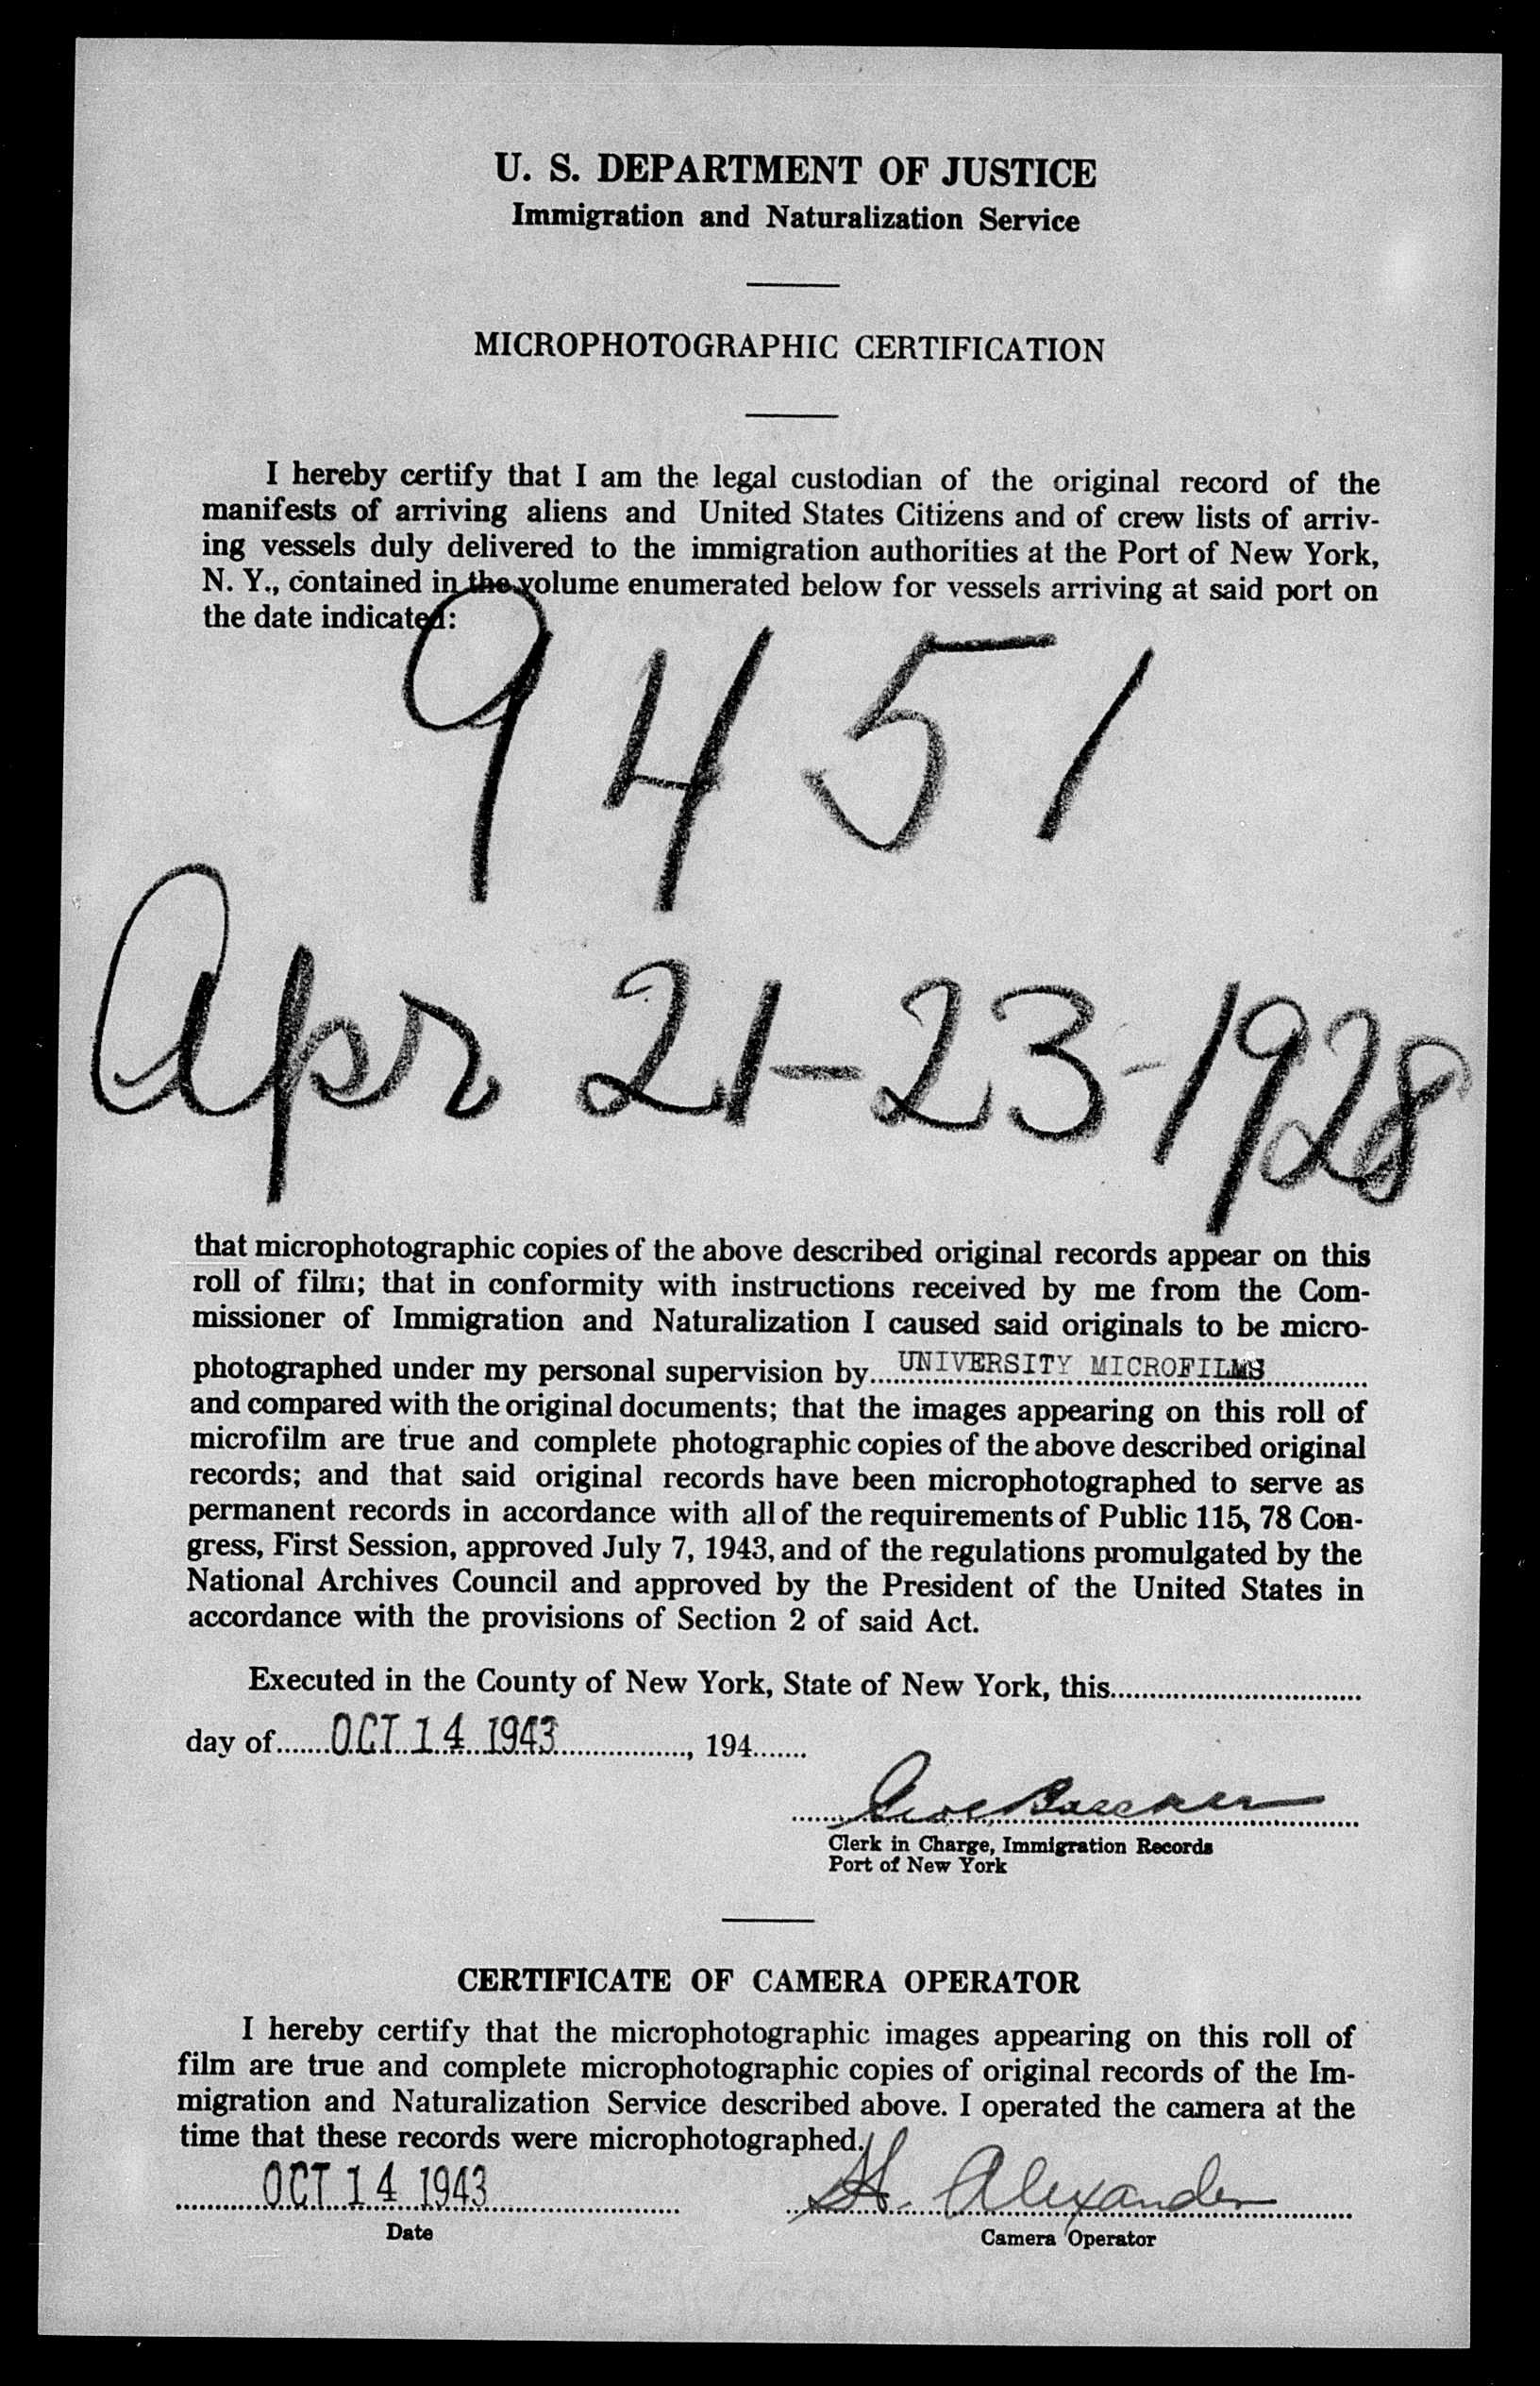 U. S. DEPARTMENT OF JUSTICE
Immigration and Naturalization Service
MICROPHOTOGRAPHIC CERTIFICATION
I hereby certify that I am the legal custodian of the original record of the
manifests of arriving aliens and United States Citizens and of crew lists of arriv-
ing vessels duly delivered to the immigration authorities at the Port of New York,
N. Y., contained in the volume enumerated below for vessels arriving at said port on
the date indicated:
9451
Apr 21-23-1928
that microphotographic copies of the above described original records appear on this
roll of film; that in conformity with instructions received by me from the Com-
missioner of Immigration and Naturalization I caused said originals to be micro-
photographed under my personal supervision by UNIVERSITY MICROFILMS
and compared with the original documents; that the images appearing on this roll of
microfilm are true and complete photographic copies of the above described original
records; and that said original records have been microphotographed to serve as
permanent records in accordance with all of the requirements of Public 115, 78 Con-
gress, First Session, approved July 7, 1943, and of the regulations promulgated by the
National Archives Council and approved by the President of the United States in
accordance with the provisions of Section 2 of said Act.
Executed in the County of New York, State of New York, this
day of OCT 14 1943, 194
Clerk in Charge, Immigration Records
Port of New York
CERTIFICATE OF CAMERA OPERATOR
I hereby certify that the microphotographic images appearing on this roll of
film are true and complete microphotographic copies of original records of the Im-
migration and Naturalization Service described above. I operated the camera at the
time that these records were microphotographed.
OCT 14 1943 H. Alexander
Date Camera Operator